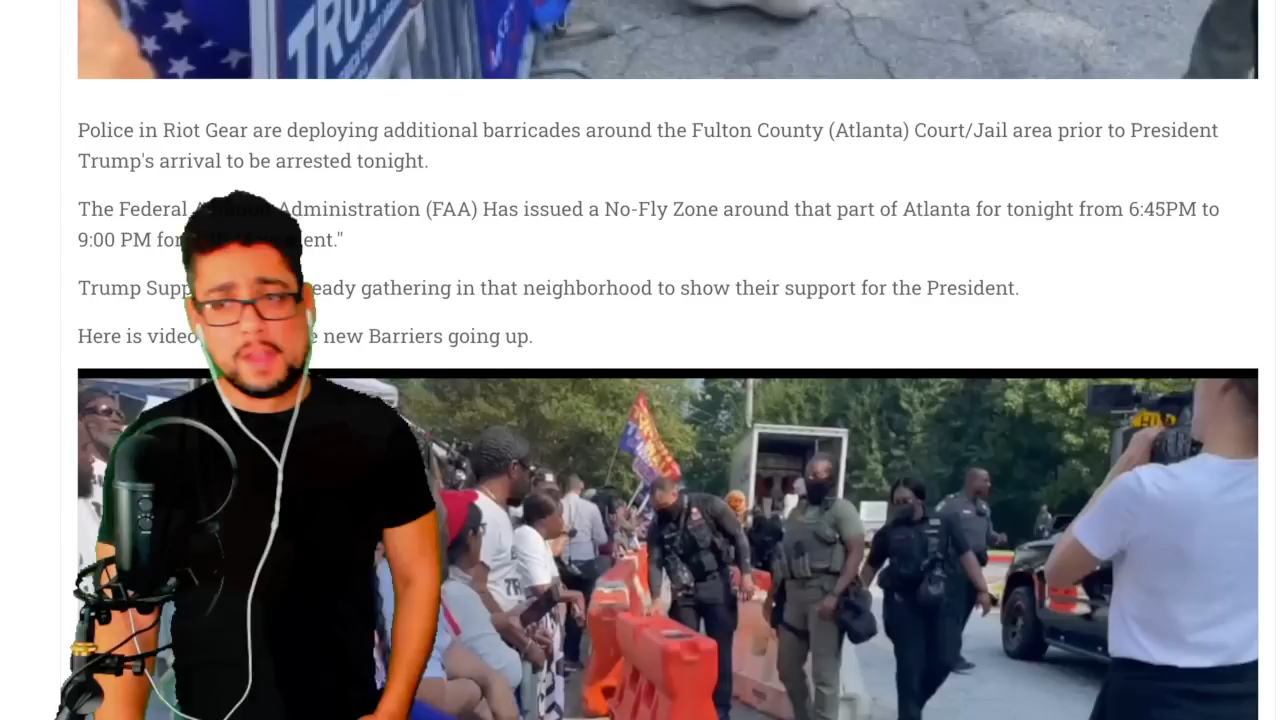 TRUM
Police in Riot Gear are deploying additional barricades around the Fulton County (Atlanta) Court/Jail area prior to President
Trump's arrival to be arrested tonight.
The Federal Administration (FAA) Has issued a No-Fly Zone around that part of Atlanta for tonight from 6:45PM to
9:00 PM for ent."
Trump Supp eady gathering in that neighborhood to show their support for the President.
Here is video e new Barriers going up.